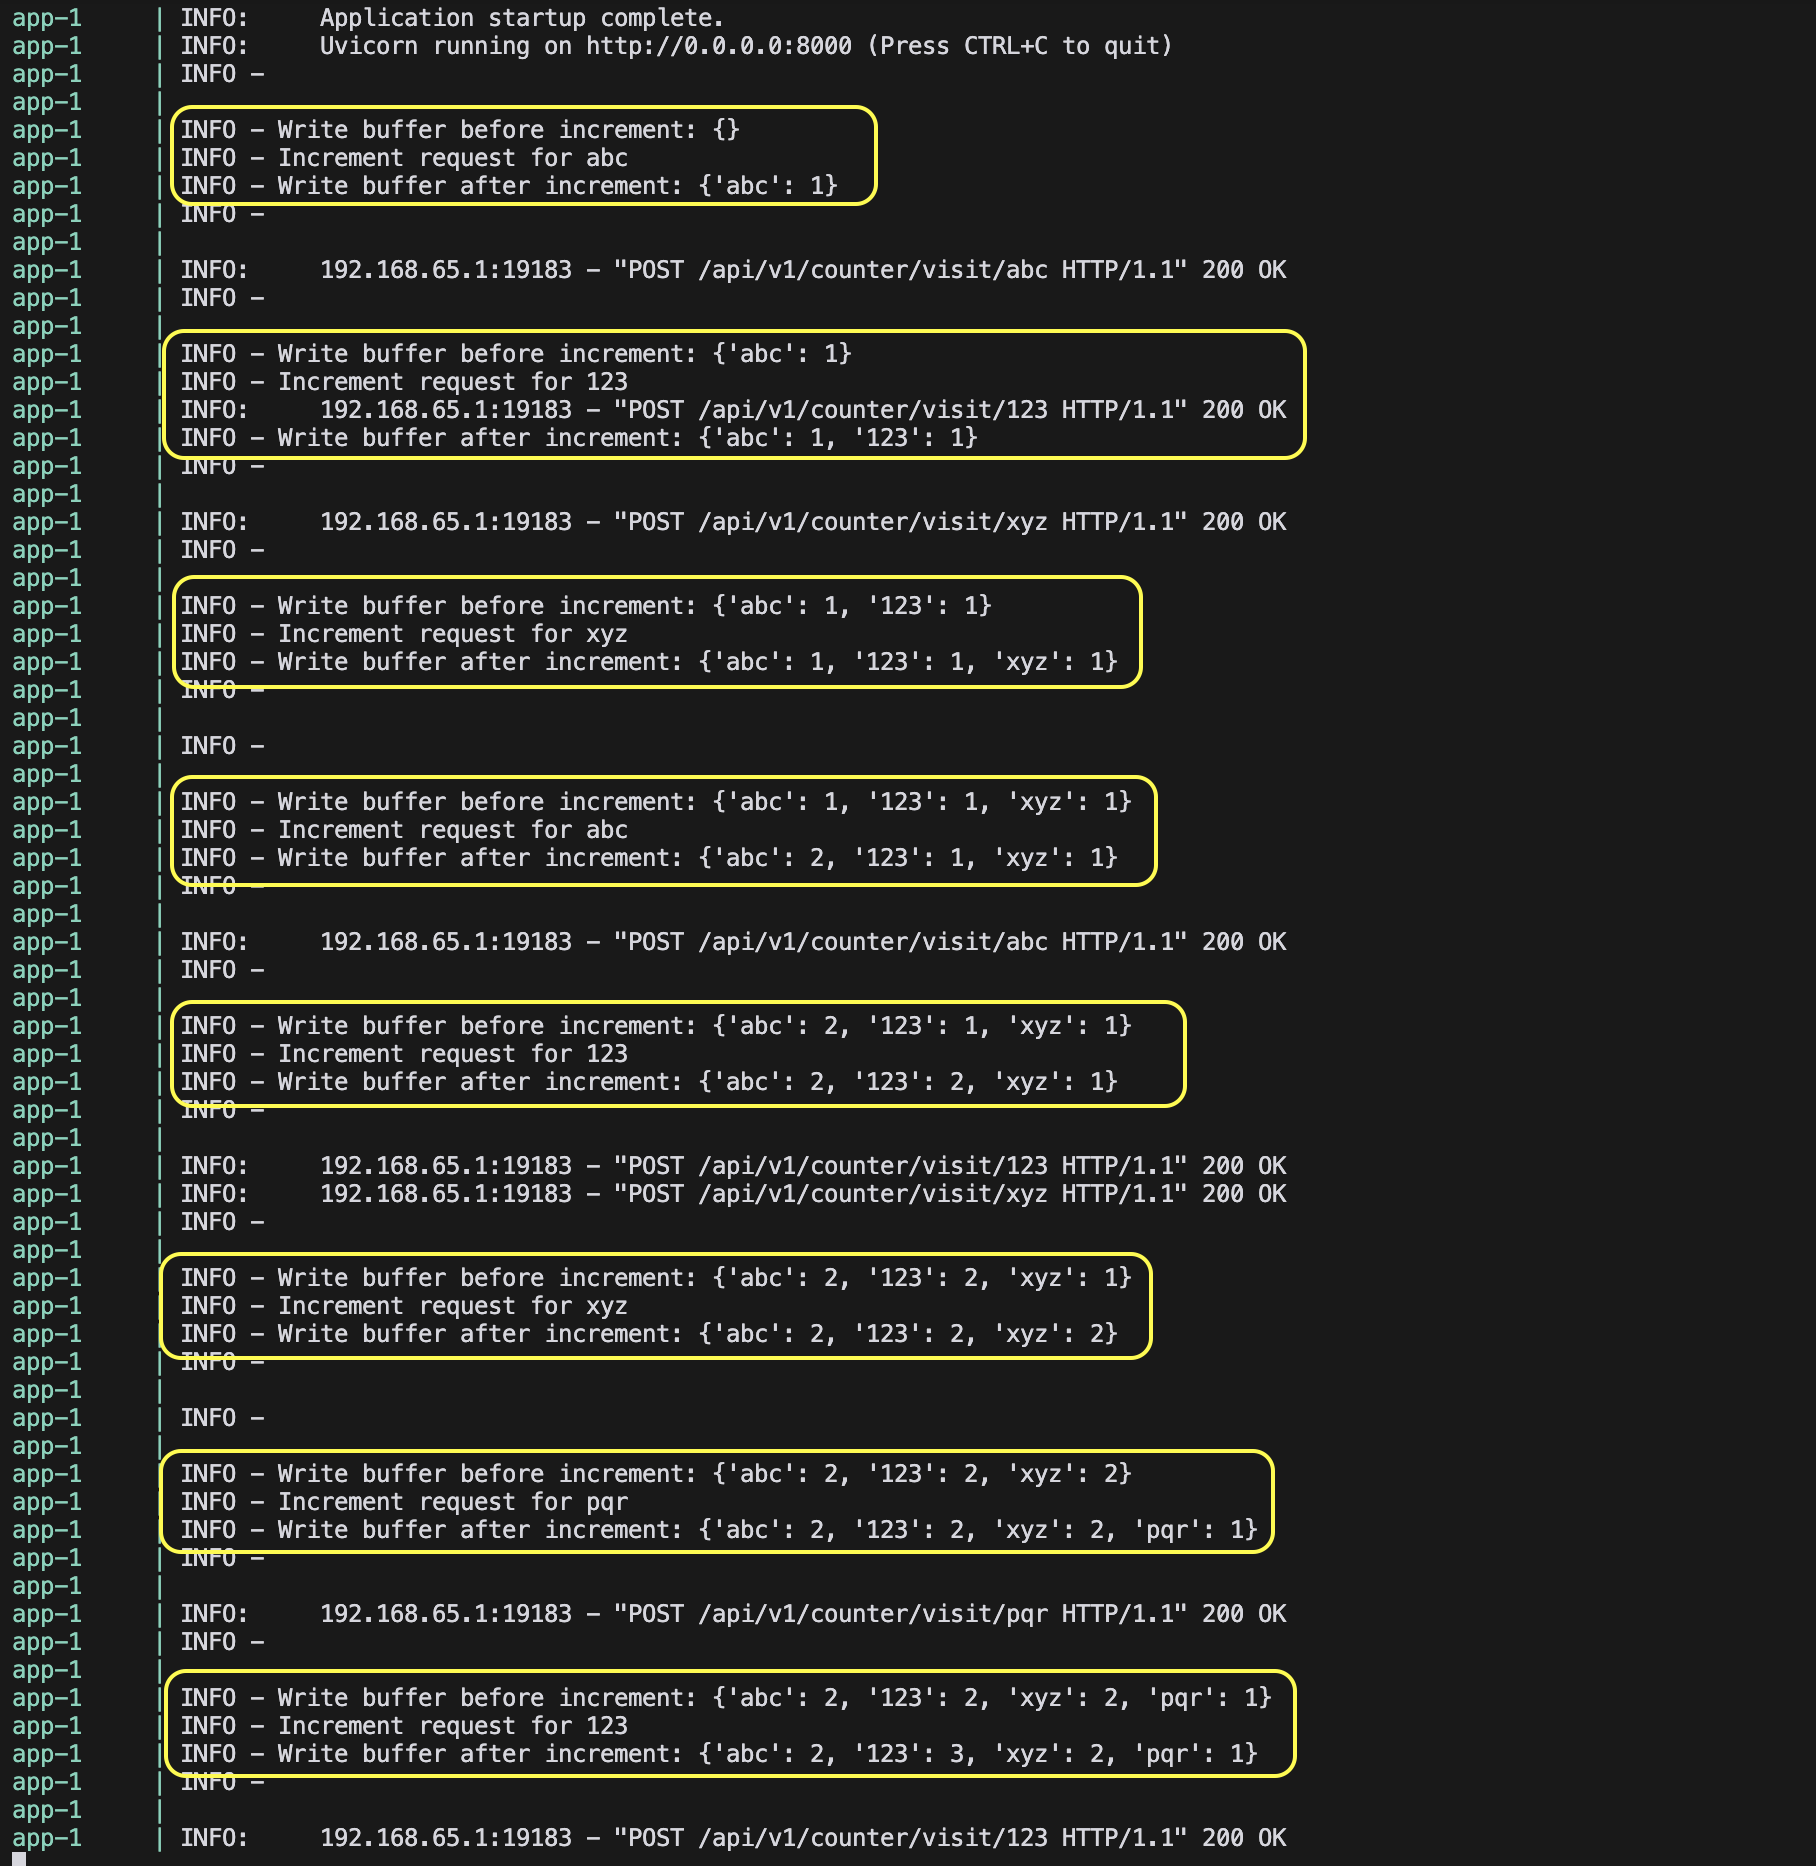 app-1 | INFO:     Application startup complete.
app-1 | INFO:     Uvicorn running on http://0.0.0.0:8000 (Press CTRL+C to quit)
app-1 | INFO -
app-1 |
app-1 | INFO - Write buffer before increment: {}
app-1 | INFO - Increment request for abc
app-1 | INFO - Write buffer after increment: {'abc': 1}
app-1 | INFO -
app-1 |
app-1 | INFO:     192.168.65.1:19183 - "POST /api/v1/counter/visit/abc HTTP/1.1" 200 OK
app-1 | INFO -
app-1 |
app-1 | INFO - Write buffer before increment: {'abc': 1}
app-1 | INFO - Increment request for 123
app-1 | INFO:     192.168.65.1:19183 - "POST /api/v1/counter/visit/123 HTTP/1.1" 200 OK
app-1 | INFO - Write buffer after increment: {'abc': 1, '123': 1}
app-1 | INFO -
app-1 |
app-1 | INFO:     192.168.65.1:19183 - "POST /api/v1/counter/visit/xyz HTTP/1.1" 200 OK
app-1 | INFO -
app-1 |
app-1 | INFO - Write buffer before increment: {'abc': 1, '123': 1}
app-1 | INFO - Increment request for xyz
app-1 | INFO - Write buffer after increment: {'abc': 1, '123': 1, 'xyz': 1}
app-1 | INFO -
app-1 |
app-1 | INFO -
app-1 |
app-1 | INFO - Write buffer before increment: {'abc': 1, '123': 1, 'xyz': 1}
app-1 | INFO - Increment request for abc
app-1 | INFO - Write buffer after increment: {'abc': 2, '123': 1, 'xyz': 1}
app-1 | INFO -
app-1 |
app-1 | INFO:     192.168.65.1:19183 - "POST /api/v1/counter/visit/abc HTTP/1.1" 200 OK
app-1 | INFO -
app-1 |
app-1 | INFO - Write buffer before increment: {'abc': 2, '123': 1, 'xyz': 1}
app-1 | INFO - Increment request for 123
app-1 | INFO - Write buffer after increment: {'abc': 2, '123': 2, 'xyz': 1}
app-1 | INFO -
app-1 |
app-1 | INFO:     192.168.65.1:19183 - "POST /api/v1/counter/visit/123 HTTP/1.1" 200 OK
app-1 | INFO:     192.168.65.1:19183 - "POST /api/v1/counter/visit/xyz HTTP/1.1" 200 OK
app-1 | INFO -
app-1 |
app-1 | INFO - Write buffer before increment: {'abc': 2, '123': 2, 'xyz': 1}
app-1 | INFO - Increment request for xyz
app-1 | INFO - Write buffer after increment: {'abc': 2, '123': 2, 'xyz': 2}
app-1 | INFO -
app-1 |
app-1 | INFO -
app-1 |
app-1 | INFO - Write buffer before increment: {'abc': 2, '123': 2, 'xyz': 2}
app-1 | INFO - Increment request for pqr
app-1 | INFO - Write buffer after increment: {'abc': 2, '123': 2, 'xyz': 2, 'pqr': 1}
app-1 | INFO -
app-1 |
app-1 | INFO:     192.168.65.1:19183 - "POST /api/v1/counter/visit/pqr HTTP/1.1" 200 OK
app-1 | INFO -
app-1 |
app-1 | INFO - Write buffer before increment: {'abc': 2, '123': 2, 'xyz': 2, 'pqr': 1}
app-1 | INFO - Increment request for 123
app-1 | INFO - Write buffer after increment: {'abc': 2, '123': 3, 'xyz': 2, 'pqr': 1}
app-1 | INFO -
app-1 |
app-1 | INFO:     192.168.65.1:19183 - "POST /api/v1/counter/visit/123 HTTP/1.1" 200 OK